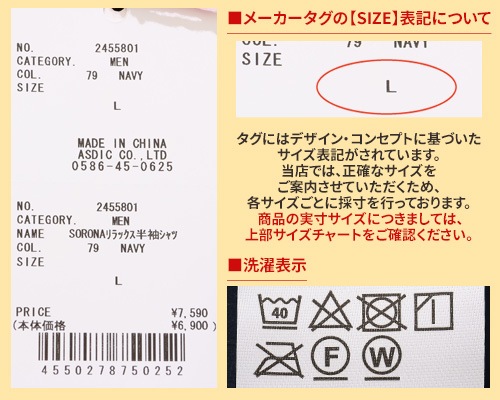 NO. 2455801
CATEGORY. MEN
COL. 79 NAVY
SIZE
L
MADE IN CHINA
ASDIC CO.,LTD
0586-45-0625
NO. 2455801
CATEGORY. MEN
NAME SORONAリラックス半袖シャツ
COL. 79 NAVY
SIZE
L
PRICE ¥7,590
(本体価格 ¥6,900 )
4550278750252
■メーカータグの【SIZE】表記について
COL. 79 NAVY
SIZE
L
タグにはデザイン・コンセプトに基づいた
サイズ表記がされています。
当店では、正確なサイズを
ご案内させていただくため、
各サイズごとに採寸を行っております。
商品の実寸サイズにつきましては、
上部サイズチャートをご確認ください。
■洗濯表示
40
F W